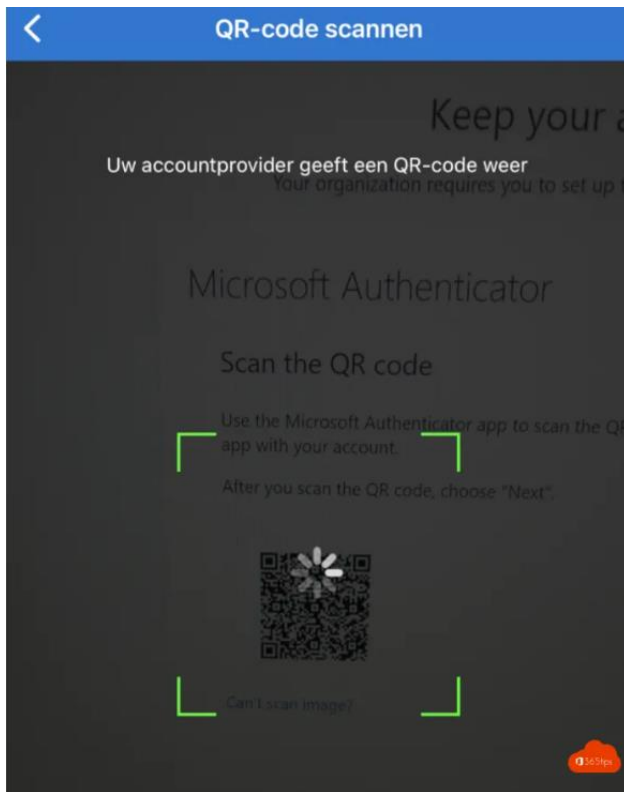 QR-code scannen
Keep your a
Uw accountprovider geeft een QR-code weer
Your organization requires you to set up t
Microsoft Authenticator
Scan the QR code
Use the Microsoft Authenticator app to scan the QR
app with your account.
After you scan the QR code, choose "Next".
Can't scan image?
365tips